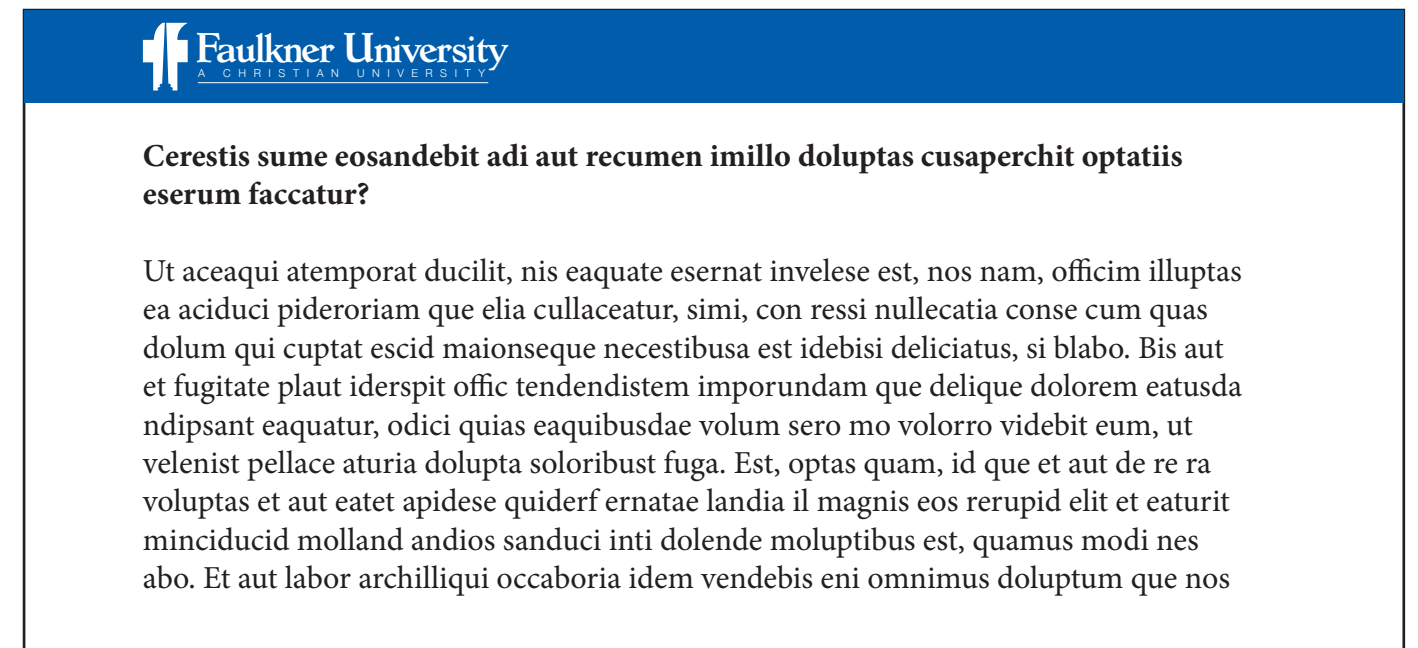 Faulkner University
A CHRISTIAN UNIVERSITY
Cerestis sume eosandebit adi aut recumen imillo doluptas cusaperchit optatiis
eserum faccatur?
Ut aceaqui atemporat ducilit, nis eaquate esernat invelese est, nos nam, officim illuptas
ea aciduci pideroriam que elia cullaceatur, simi, con ressi nullecatia conse cum quas
dolum qui cuptat escid maionseque necestibusa est idebisi deliciatus, si blabo. Bis aut
et fugitate plaut iderspit offic tendendistem imporundam que delique dolorem eatusda
ndipsant eaquatur, odici quias eaquibusdae volum sero mo volorro videbit eum, ut
velenist pellace aturia dolupta soloribust fuga. Est, optas quam, id que et aut de re ra
voluptas et aut eatet apidese quiderf ernatae landia il magnis eos rerupid elit et eaturit
minciducid molland andios sanduci inti dolende moluptibus est, quamus modi nes
abo. Et aut labor archilliqui occaboria idem vendebis eni omnimus doluptum que nos